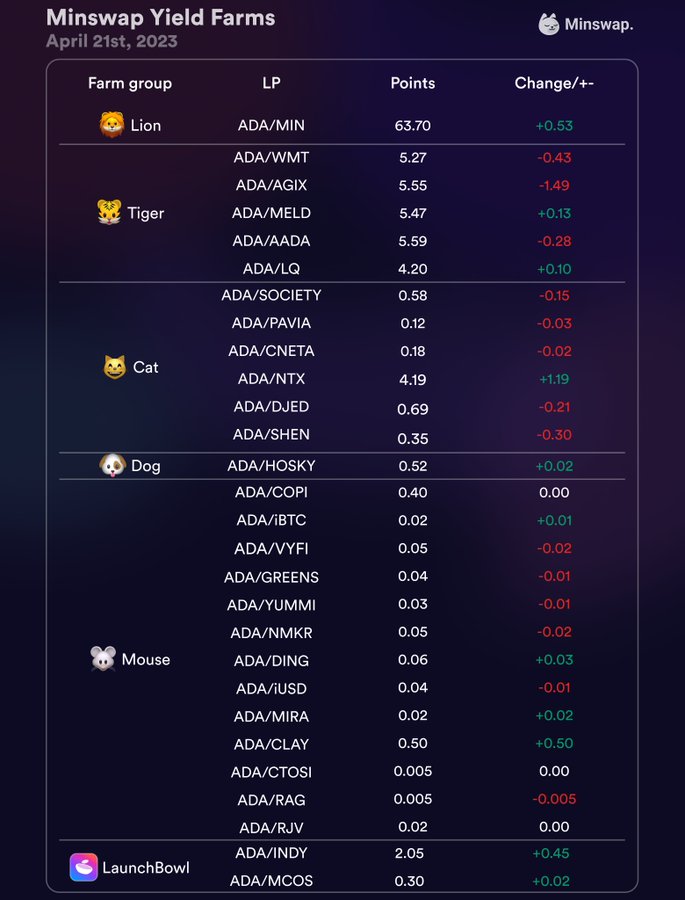 Minswap Yield Farms
April 21st, 2023
Minswap.
Farm group LP Points Change/+-
Lion ADA/MIN 63.70 +0.53
ADA/WMT 5.27 -0.43
ADA/AGIX 5.55 -1.49
Tiger ADA/MELD 5.47 +0.13
ADA/AADA 5.59 -0.28
ADA/LQ 4.20 +0.10
ADA/SOCIETY 0.58 -0.15
ADA/PAVIA 0.12 -0.03
ADA/CNETA 0.18 -0.02
Cat ADA/NTX 4.19 +1.19
ADA/DJED 0.69 -0.21
ADA/SHEN 0.35 -0.30
Dog ADA/HOSKY 0.52 +0.02
ADA/COPI 0.40 0.00
ADA/iBTC 0.02 +0.01
ADA/VYFI 0.05 -0.02
ADA/GREENS 0.04 -0.01
ADA/YUMMI 0.03 -0.01
ADA/NMKR 0.05 -0.02
Mouse ADA/DING 0.06 +0.03
ADA/iUSD 0.04 -0.01
ADA/MIRA 0.02 +0.02
ADA/CLAY 0.50 +0.50
ADA/CTOSI 0.005 0.00
ADA/RAG 0.005 -0.005
ADA/RJV 0.02 0.00
ADA/INDY 2.05 +0.45
LaunchBowl
ADA/MCOS 0.30 +0.02